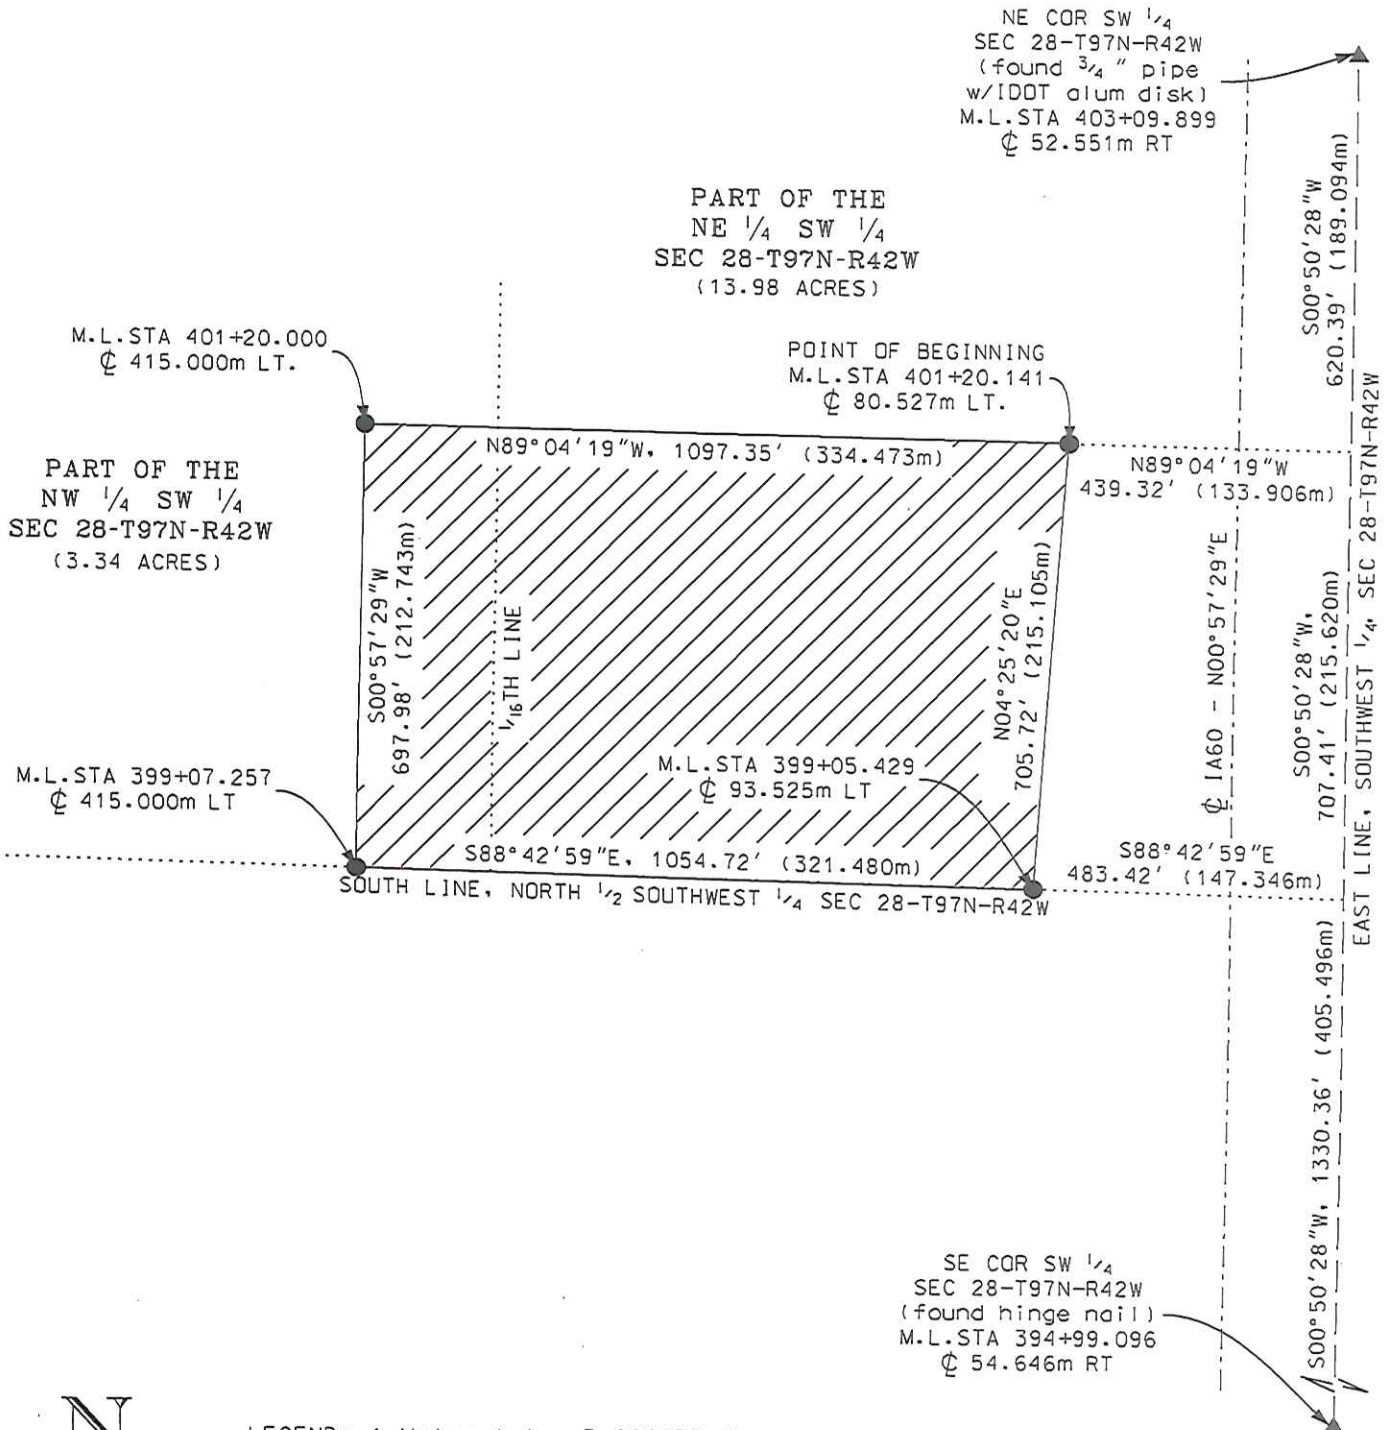 NE COR SW 1/4
SEC 28-T97N-R42W
(found 3/4" pipe
w/IDOT alum disk)
M.L.STA 403+09.899
℄ 52.551m RT
S00°50'28"W
620.39' (189.094m)
PART OF THE
NE 1/4 SW 1/4
SEC 28-T97N-R42W
(13.98 ACRES)
M.L.STA 401+20.000
℄ 415.000m LT.
POINT OF BEGINNING
M.L.STA 401+20.141
℄ 80.527m LT.
N89°04'19"W, 1097.35' (334.473m)
N89°04'19"W
439.32' (133.906m)
PART OF THE
NW 1/4 SW 1/4
SEC 28-T97N-R42W
(3.34 ACRES)
S00°57'29"W
697.98' (212.743m)
1/16TH LINE
N04°25'20"E
705.72' (215.105m)
℄ IA60 - N00°57'29"E
S00°50'28"W,
707.41' (215.620m)
EAST LINE, SOUTHWEST 1/4, SEC 28-T97N-R42W
M.L.STA 399+07.257
℄ 415.000m LT
M.L.STA 399+05.429
℄ 93.525m LT
S88°42'59"E, 1054.72' (321.480m)
SOUTH LINE, NORTH 1/2 SOUTHWEST 1/4 SEC 28-T97N-R42W
S88°42'59"E
483.42' (147.346m)
S00°50'28"W, 1330.36' (405.496m)
SE COR SW 1/4
SEC 28-T97N-R42W
(found hinge nail)
M.L.STA 394+99.096
℄ 54.646m RT
N